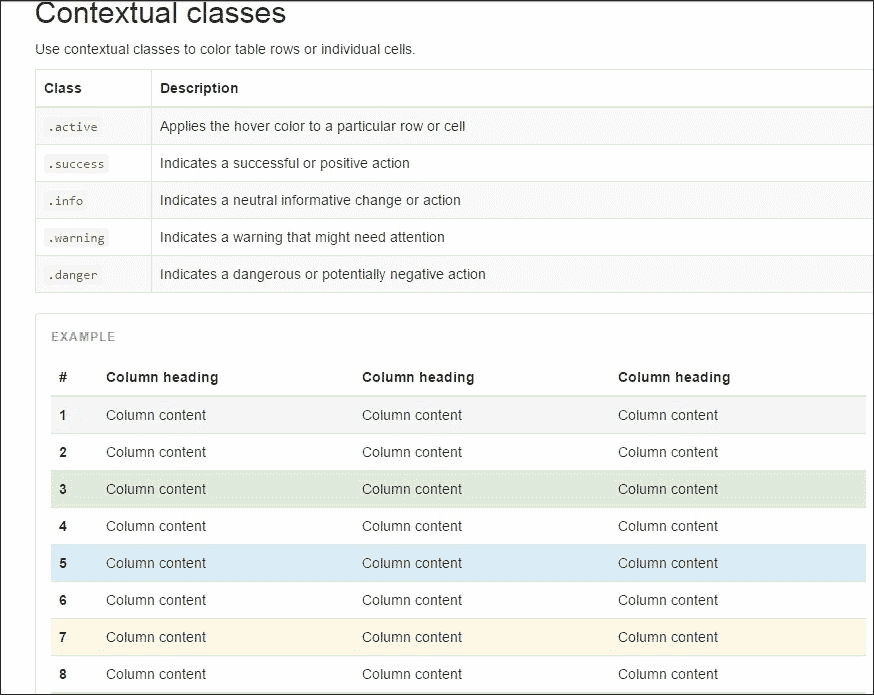 Contextual classes
Use contextual classes to color table rows or individual cells.
Class Description
.active Applies the hover color to a particular row or cell
.success Indicates a successful or positive action
.info Indicates a neutral informative change or action
.warning Indicates a warning that might need attention
.danger Indicates a dangerous or potentially negative action
EXAMPLE
# Column heading Column heading Column heading
1 Column content Column content Column content
2 Column content Column content Column content
3 Column content Column content Column content
4 Column content Column content Column content
5 Column content Column content Column content
6 Column content Column content Column content
7 Column content Column content Column content
8 Column content Column content Column content